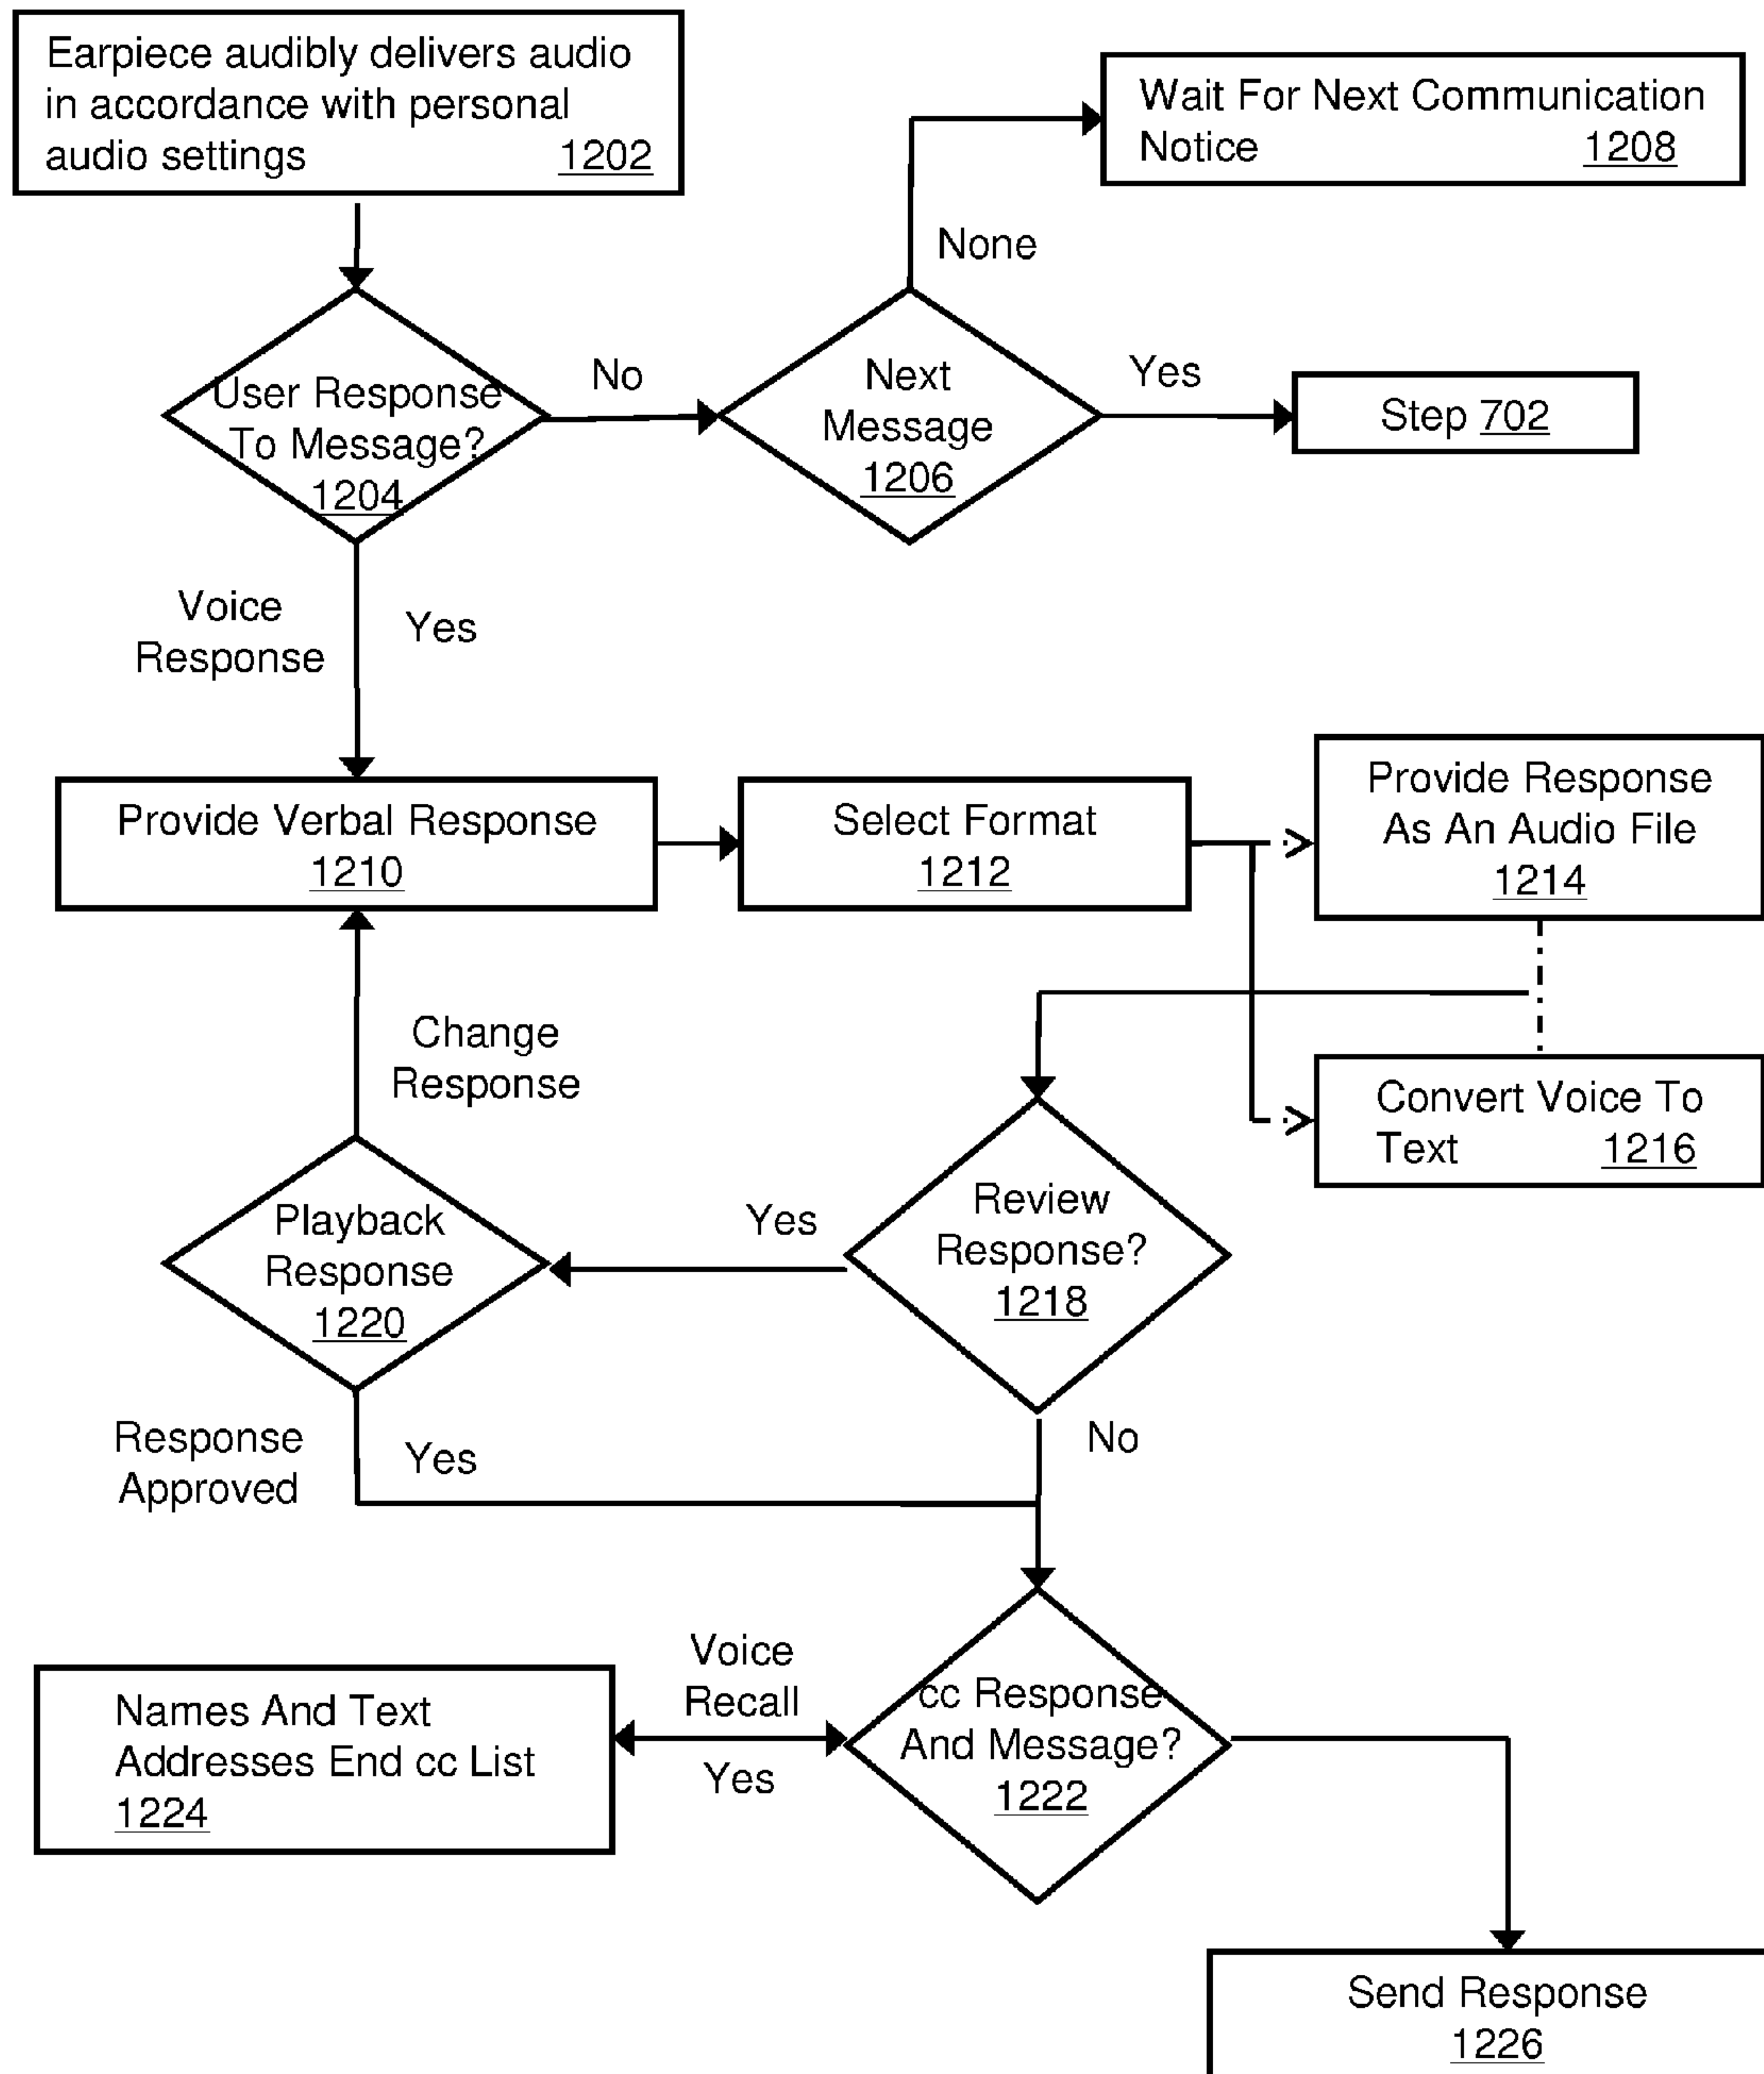 Earpiece audibly delivers audio
in accordance with personal
audio settings 1202
Wait For Next Communication
Notice 1208
None
User Response
To Message?
1204
No
Next
Message
1206
Yes
Step 702
Voice
Response
Yes
Provide Verbal Response
1210
Select Format
1212
Provide Response
As An Audio File
1214
Change
Response
Convert Voice To
Text 1216
Playback
Response
1220
Yes
Review
Response?
1218
Response
Approved
Yes
No
Names And Text
Addresses End cc List
1224
Voice
Recall
Yes
cc Response
And Message?
1222
Send Response
1226